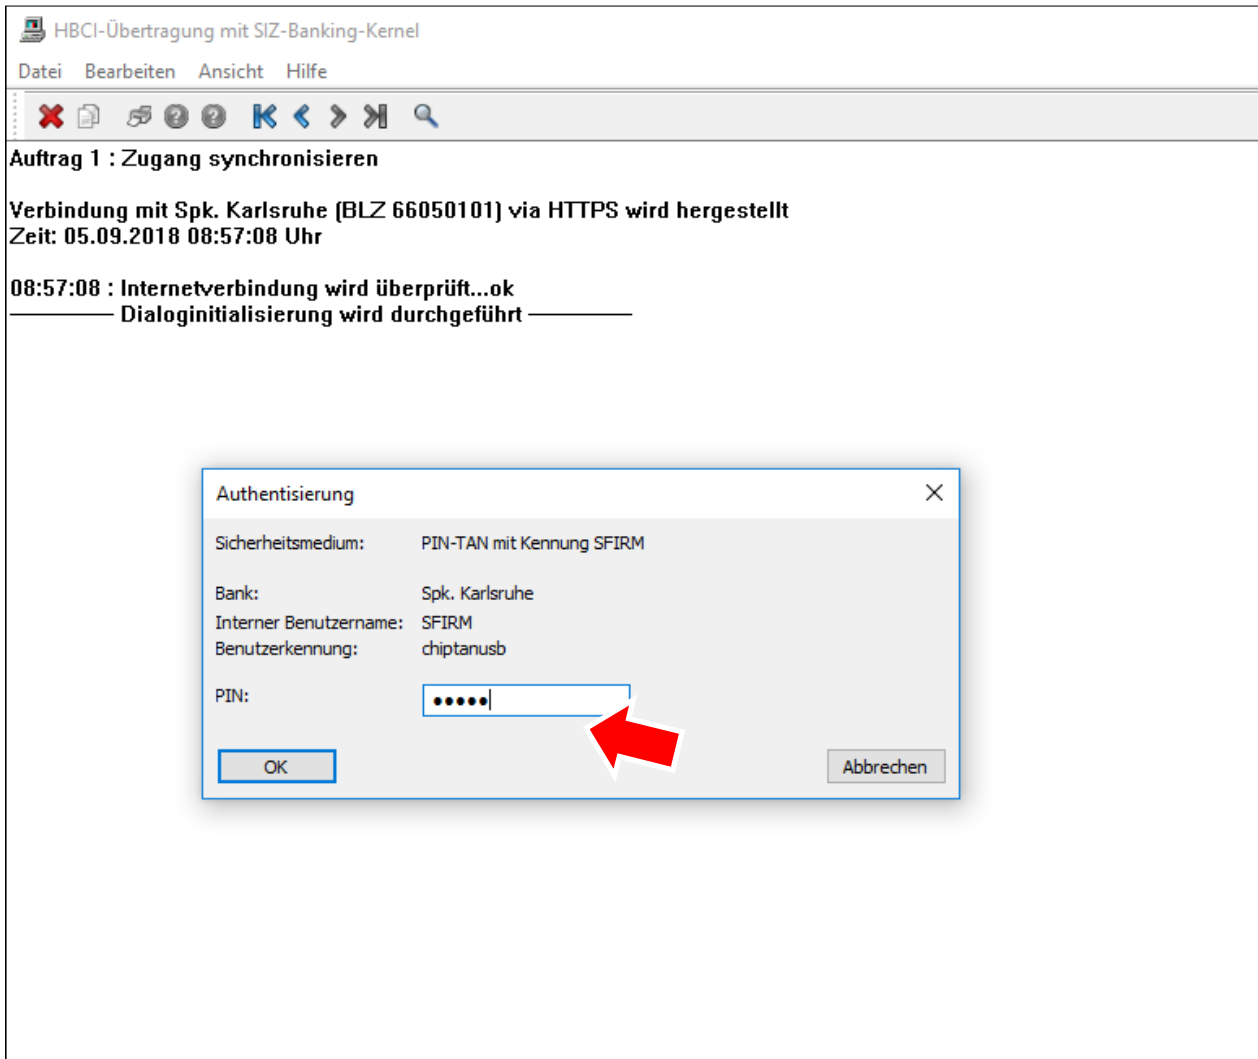 HBCI-Übertragung mit SIZ-Banking-Kernel
Datei Bearbeiten Ansicht Hilfe
Auftrag 1 : Zugang synchronisieren
Verbindung mit Spk. Karlsruhe (BLZ 66050101) via HTTPS wird hergestellt
Zeit: 05.09.2018 08:57:08 Uhr
08:57:08 : Internetverbindung wird überprüft...ok
Dialoginitialisierung wird durchgeführt
Authentisierung
Sicherheitsmedium: PIN-TAN mit Kennung SFIRM
Bank: Spk. Karlsruhe
Interner Benutzername: SFIRM
Benutzerkennung: chiptanusb
PIN: •••••
OK Abbrechen